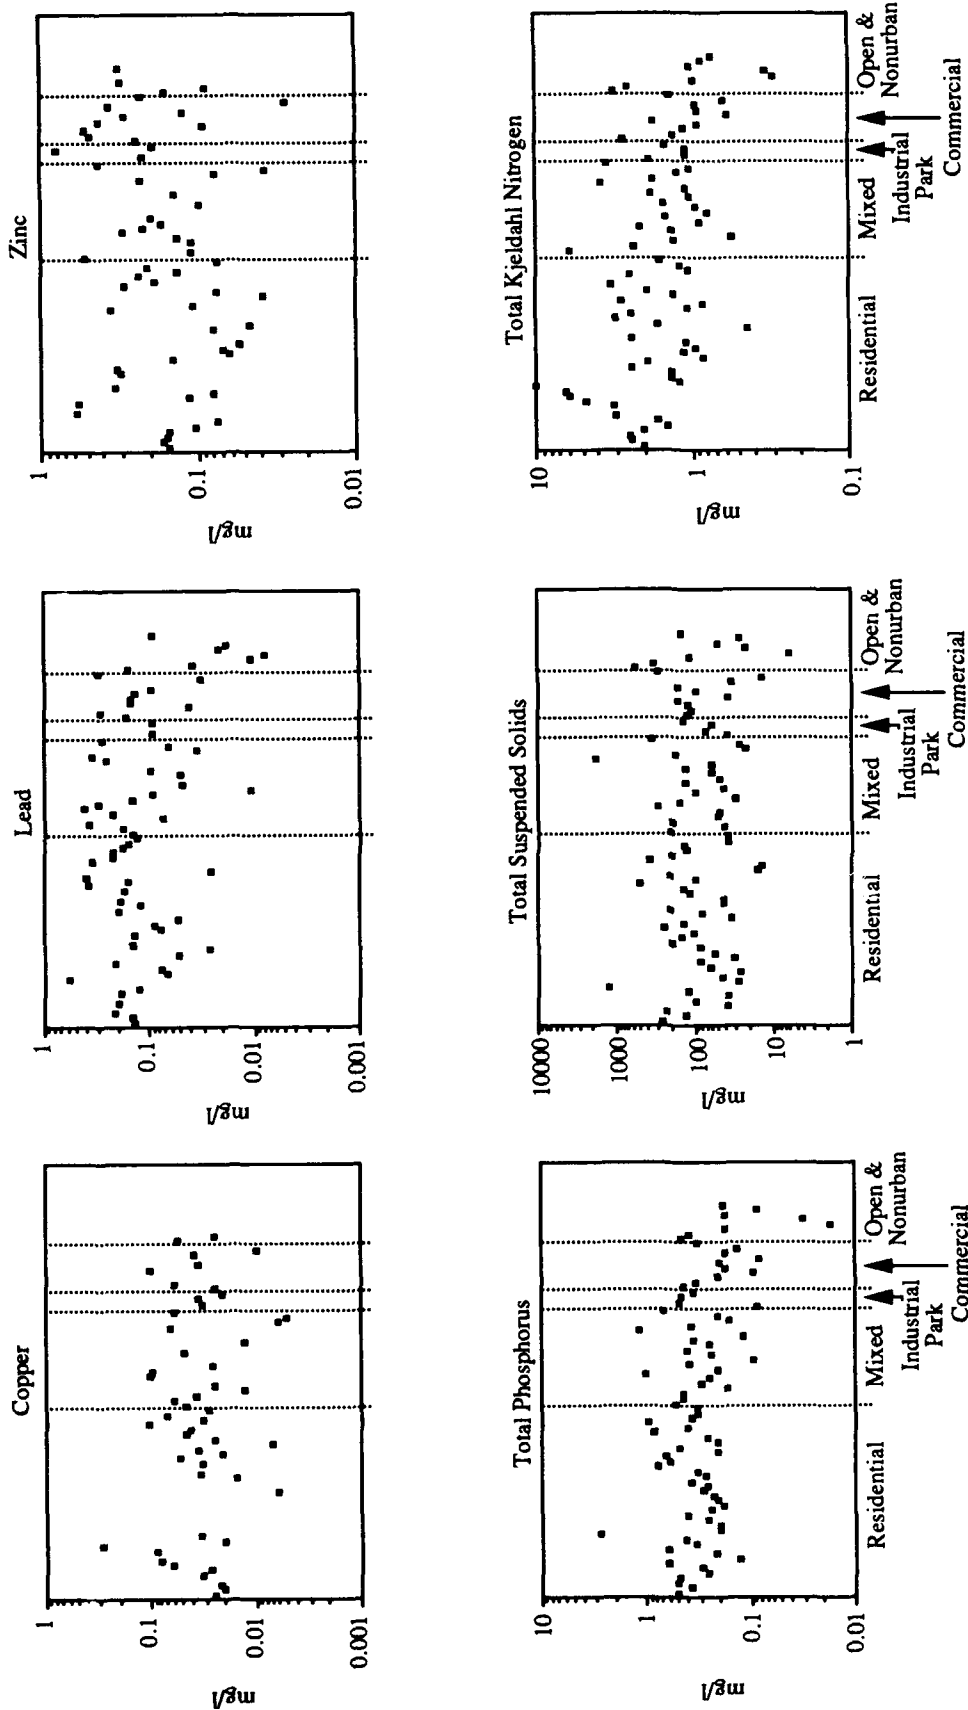 Copper
1
0.1
0.01
0.001
mg/l
Lead
1
0.1
0.01
0.001
mg/l
Zinc
1
0.1
0.01
mg/l
Total Phosphorus
10
1
0.1
0.01
mg/l
Residential
Mixed
Industrial
Park
Commercial
Open &
Nonurban
Total Suspended Solids
10000
1000
100
10
1
mg/l
Residential
Mixed
Industrial
Park
Commercial
Open &
Nonurban
Total Kjeldahl Nitrogen
10
1
0.1
mg/l
Residential
Mixed
Industrial
Park
Commercial
Open &
Nonurban